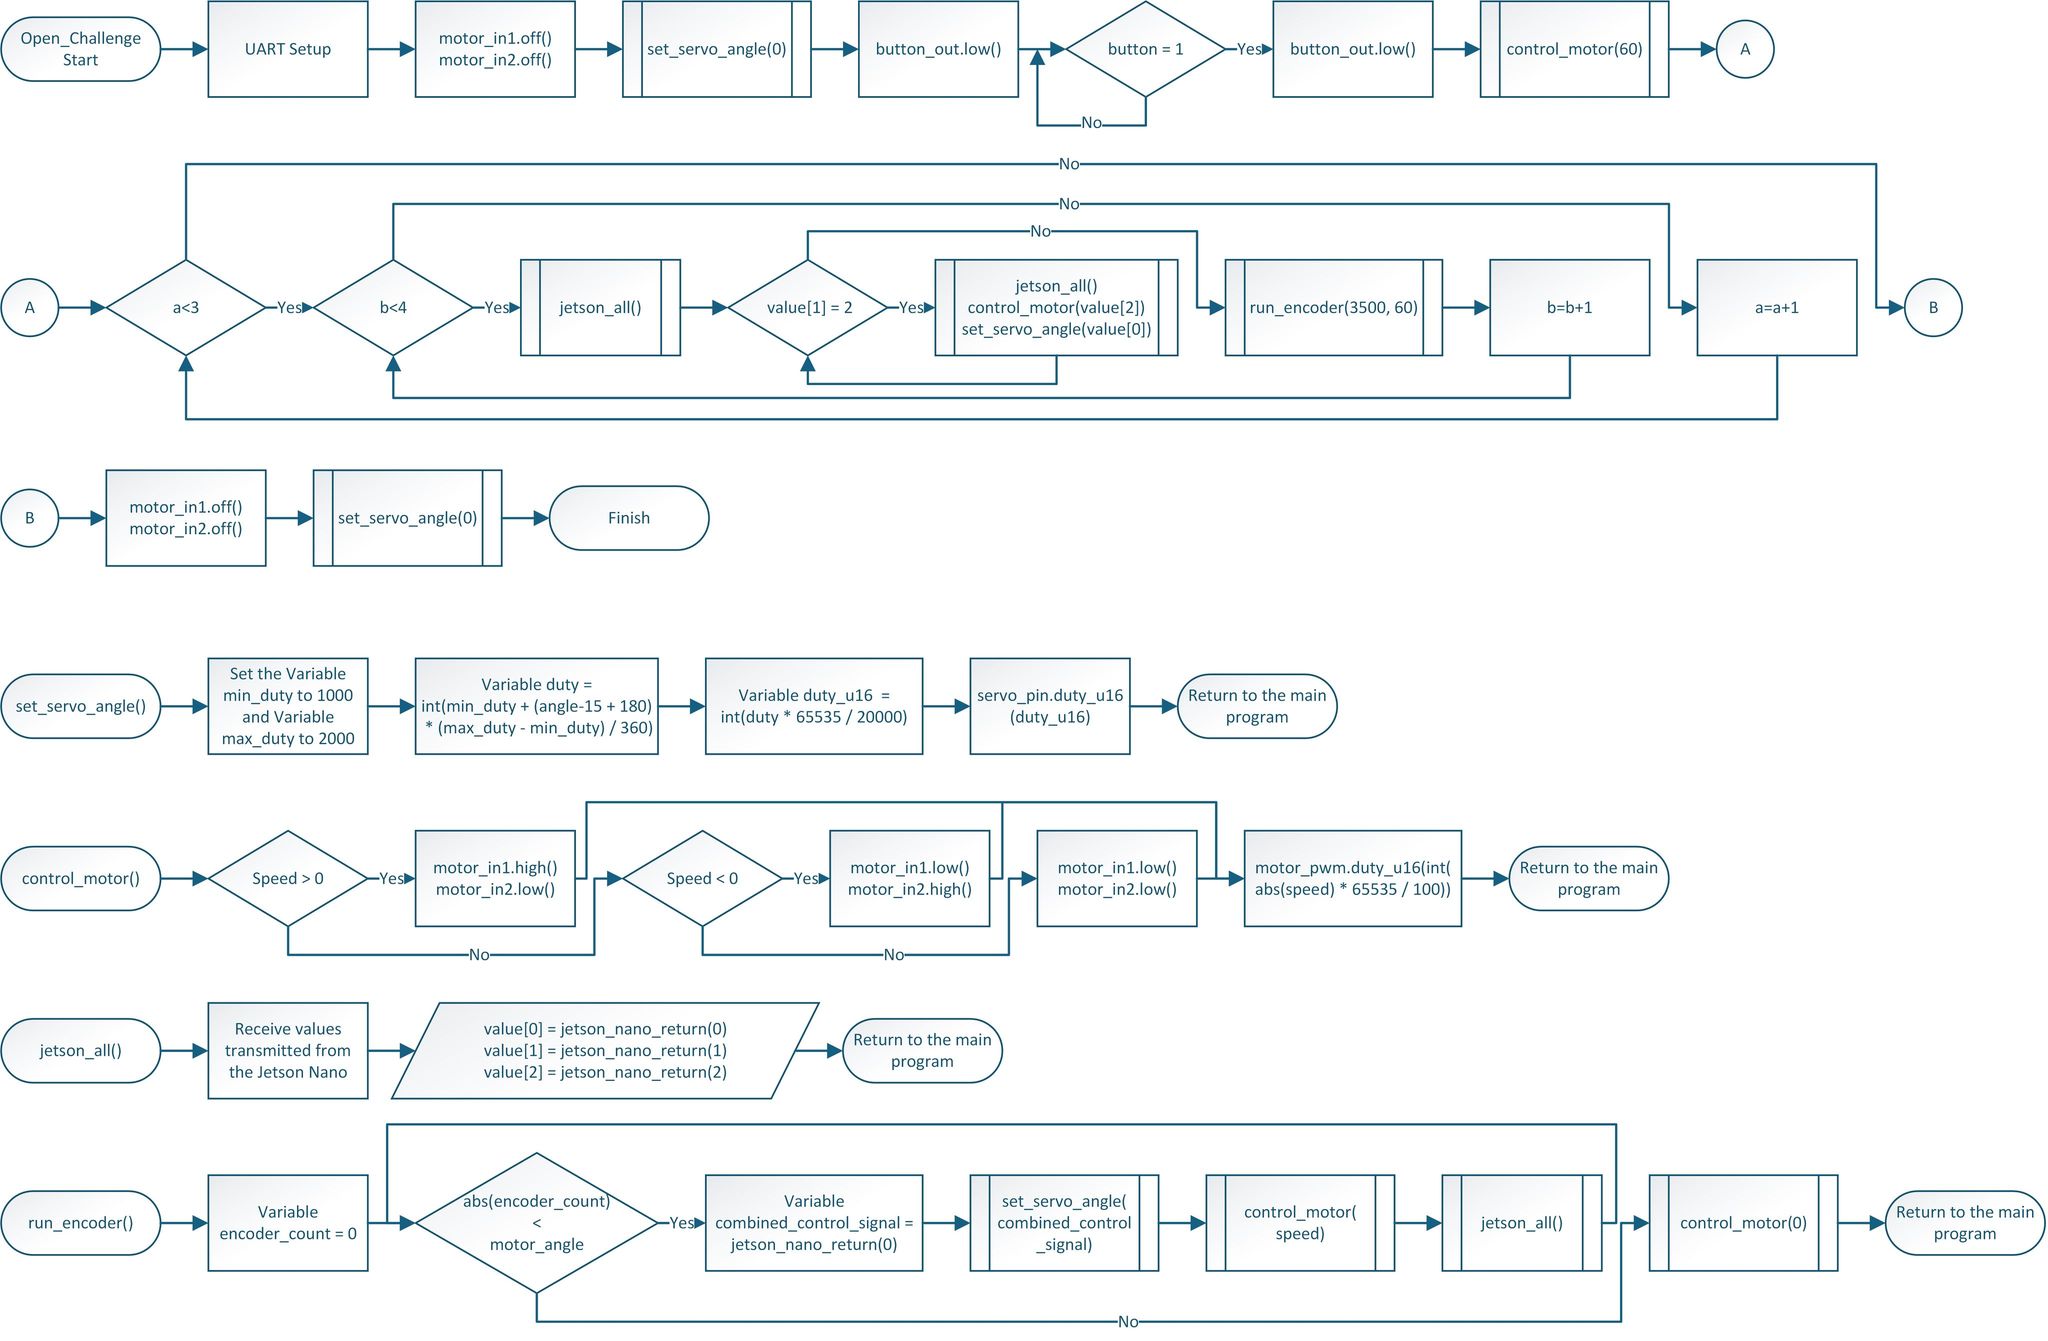 Open_Challenge
Start
UART Setup
motor_in1.off()
motor_in2.off()
set_servo_angle(0)
button_out.low()
button = 1
Yes
No
button_out.low()
control_motor(60)
A
No
No
No
A
a<3
Yes
b<4
Yes
jetson_all()
value[1] = 2
Yes
jetson_all()
control_motor(value[2])
set_servo_angle(value[0])
run_encoder(3500, 60)
b=b+1
a=a+1
B
B
motor_in1.off()
motor_in2.off()
set_servo_angle(0)
Finish
set_servo_angle()
Set the Variable
min_duty to 1000
and Variable
max_duty to 2000
Variable duty =
int(min_duty + (angle-15 + 180)
* (max_duty - min_duty) / 360)
Variable duty_u16 =
int(duty * 65535 / 20000)
servo_pin.duty_u16
(duty_u16)
Return to the main
program
control_motor()
Speed > 0
Yes
No
motor_in1.high()
motor_in2.low()
Speed < 0
Yes
No
motor_in1.low()
motor_in2.high()
motor_in1.low()
motor_in2.low()
motor_pwm.duty_u16(int(
abs(speed) * 65535 / 100))
Return to the main
program
jetson_all()
Receive values
transmitted from
the Jetson Nano
value[0] = jetson_nano_return(0)
value[1] = jetson_nano_return(1)
value[2] = jetson_nano_return(2)
Return to the main
program
run_encoder()
Variable
encoder_count = 0
abs(encoder_count)
<
motor_angle
Yes
No
Variable
combined_control_signal =
jetson_nano_return(0)
set_servo_angle(
combined_control
_signal)
control_motor(
speed)
jetson_all()
control_motor(0)
Return to the main
program